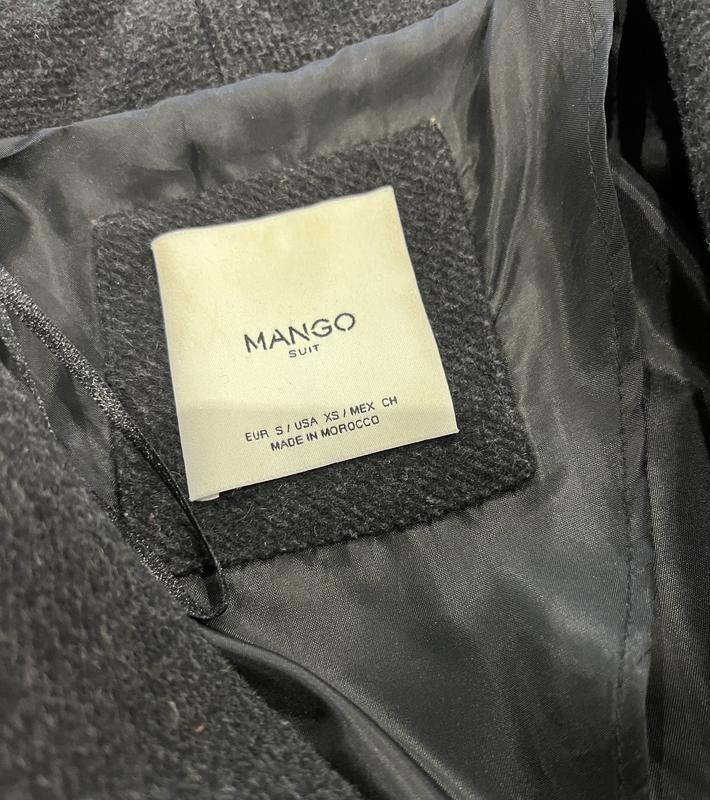 MANGO
SUIT
EUR S / USA XS / MEX CH
MADE IN MOROCCO